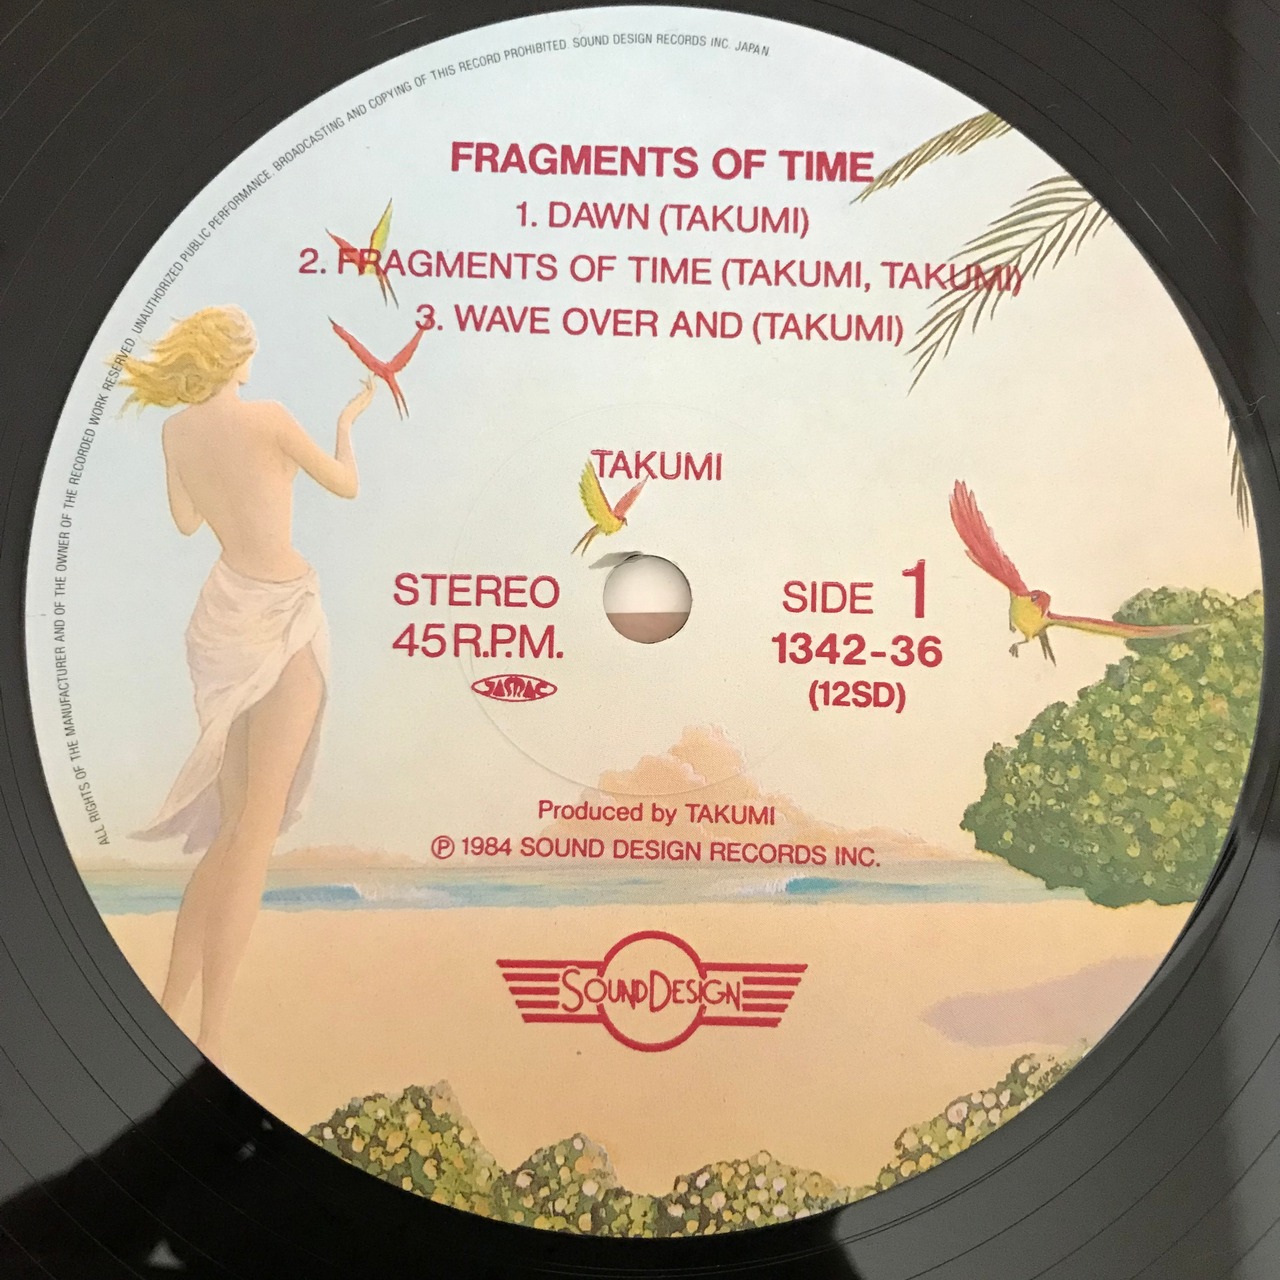 ALL RIGHTS OF THE MANUFACTURER AND OF THE OWNER OF THE RECORDED WORK RESERVED. UNAUTHORIZED PUBLIC PERFORMANCE. BROADCASTING AND COPYING OF THIS RECORD PROHIBITED. SOUND DESIGN RECORDS INC. JAPAN
FRAGMENTS OF TIME
1. DAWN (TAKUMI)
2. FRAGMENTS OF TIME (TAKUMI, TAKUMI)
3. WAVE OVER AND (TAKUMI)
TAKUMI
STEREO
45 R.P.M.
JASRAC
SIDE 1
1342-36
(12SD)
Produced by TAKUMI
℗ 1984 SOUND DESIGN RECORDS INC.
SOUND DESIGN